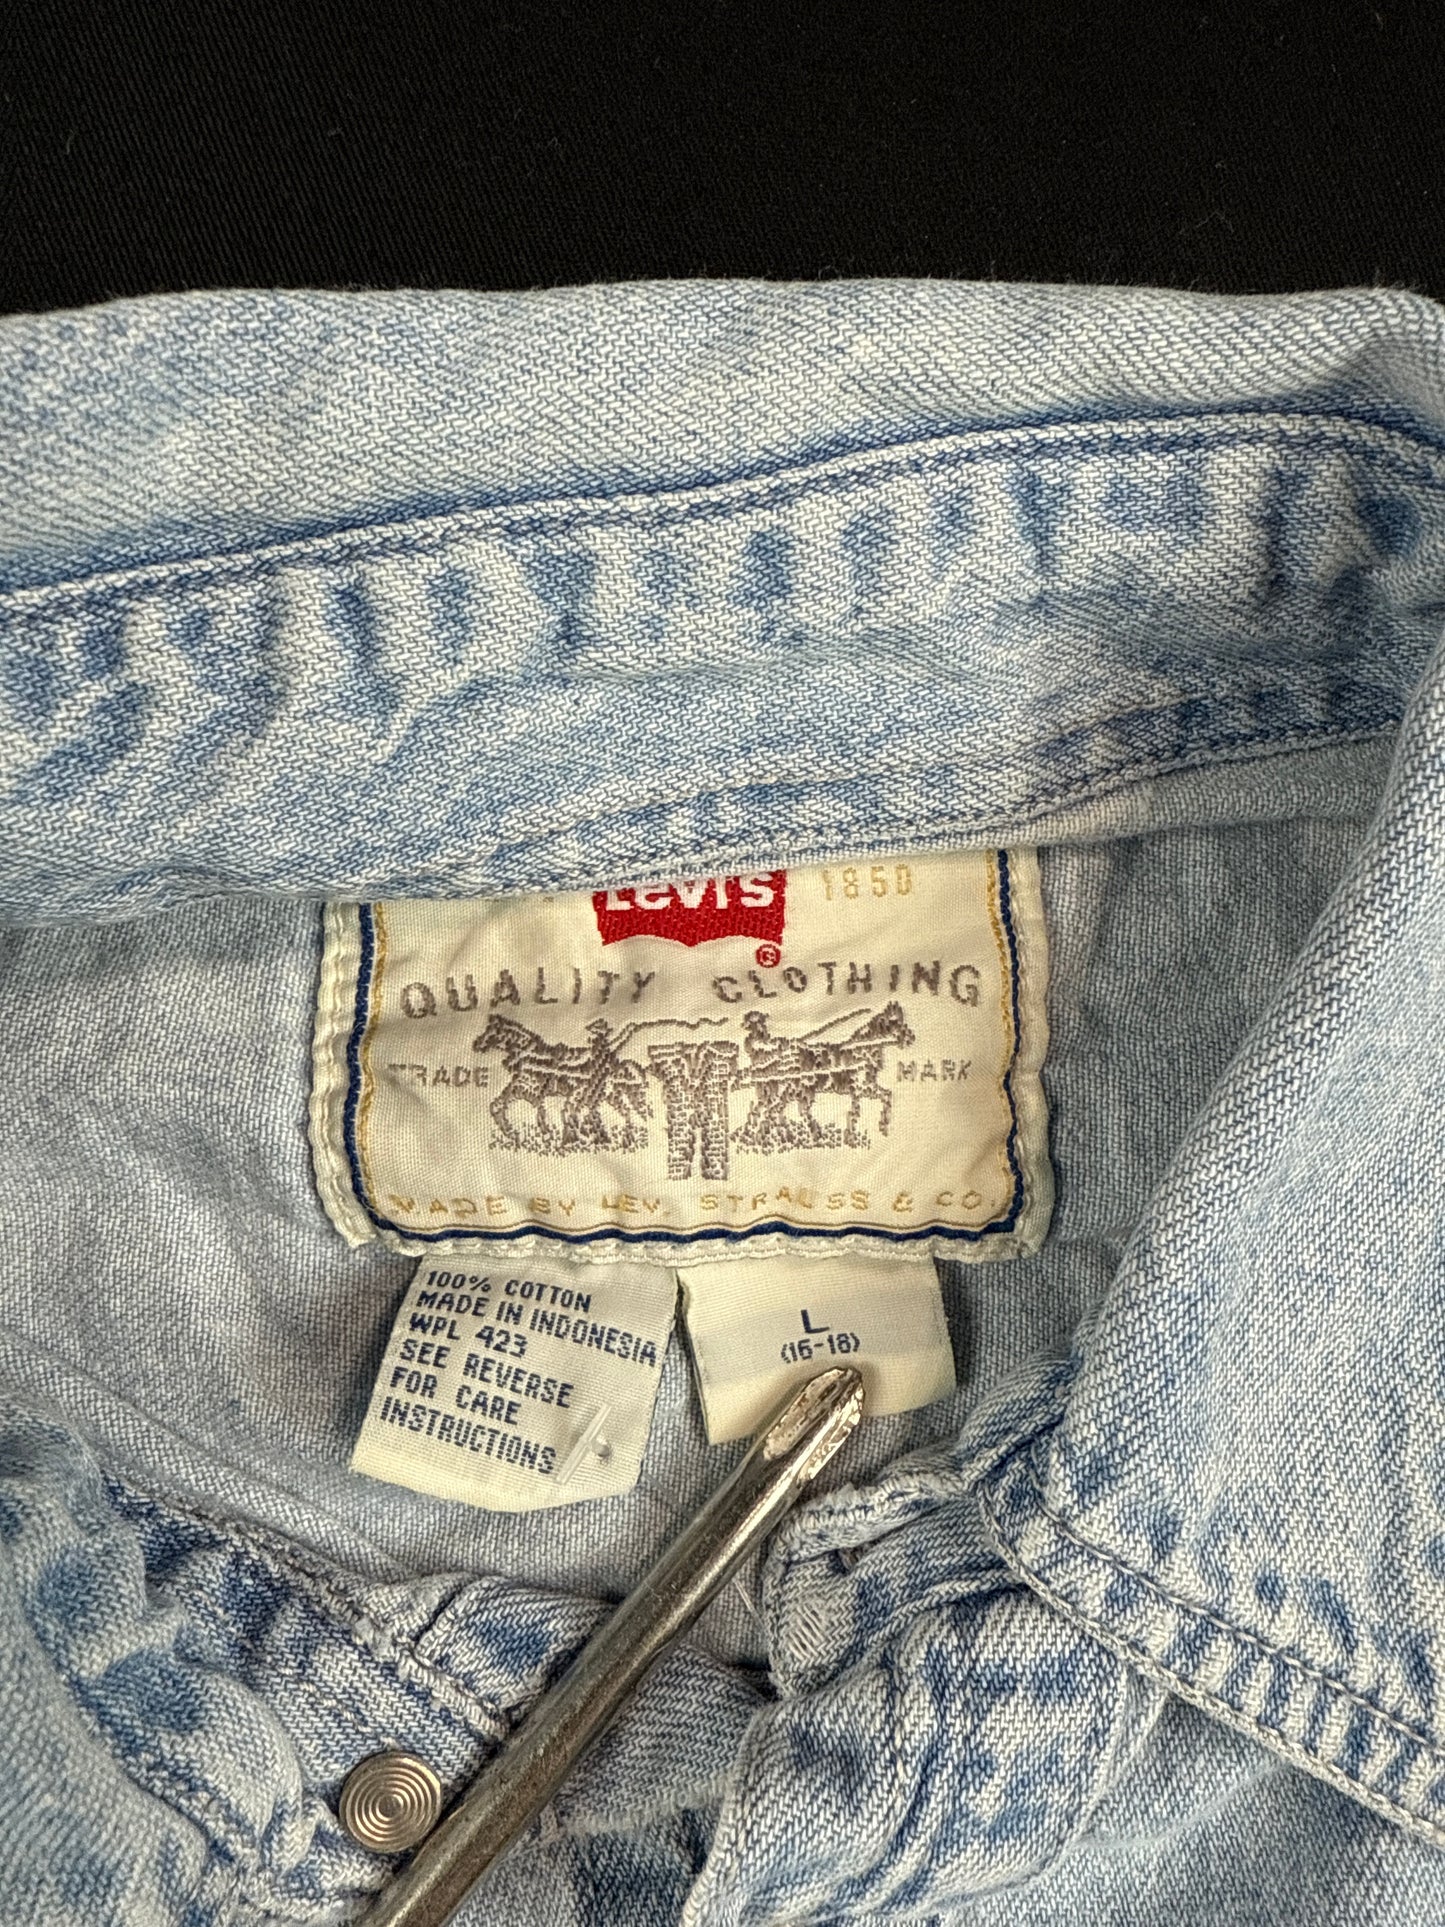 Levi's 1850
®
QUALITY CLOTHING
TRADE MARK
MADE BY LEVI STRAUSS & CO.
100% COTTON
MADE IN INDONESIA
WPL 423
SEE REVERSE
FOR CARE
INSTRUCTIONS
L
(16-18)